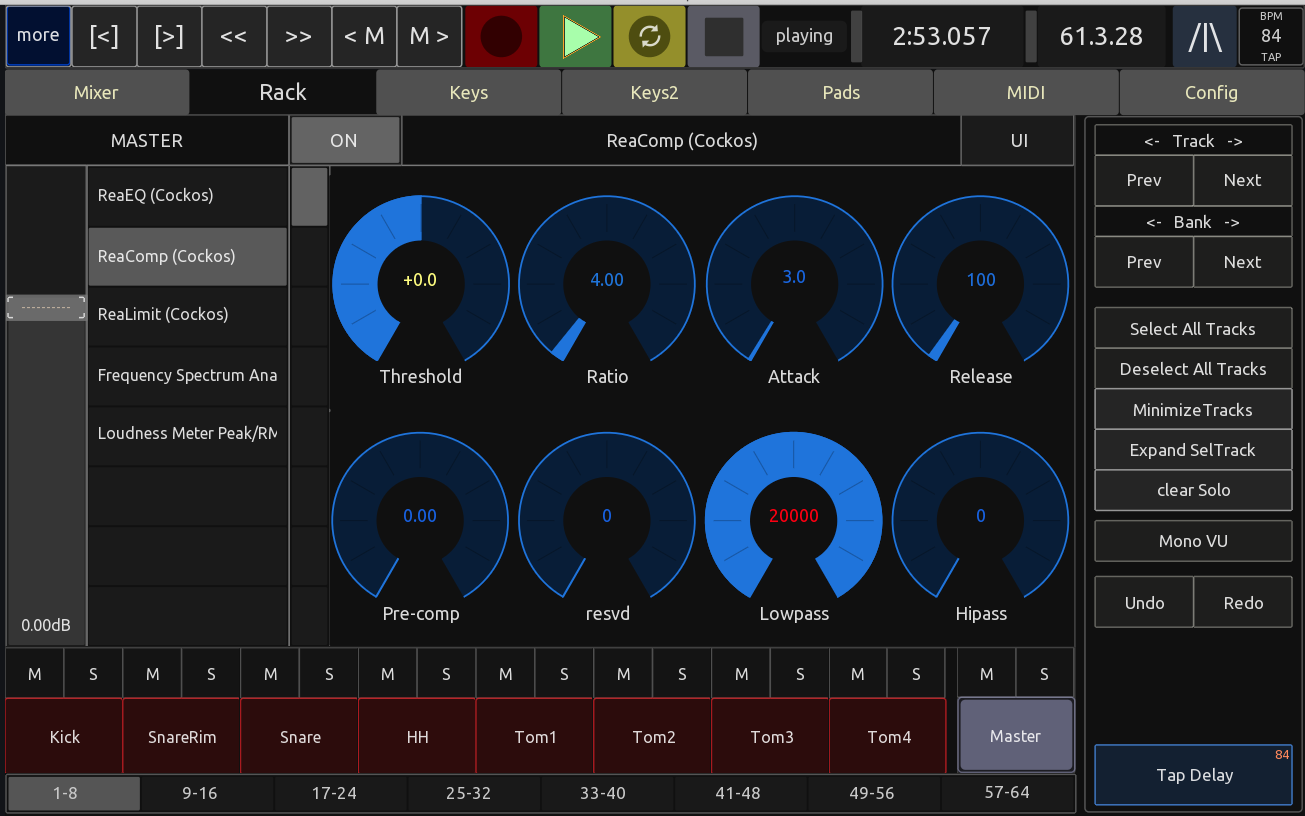 more [<] [>] << >> < M M > playing 2:53.057 61.3.28 /|\ BPM
84
TAP
Mixer Rack Keys Keys2 Pads MIDI Config
MASTER ON ReaComp (Cockos) UI
ReaEQ (Cockos)
ReaComp (Cockos)
ReaLimit (Cockos)
Frequency Spectrum Ana
Loudness Meter Peak/RM
0.00dB
+0.0 4.00 3.0 100
Threshold Ratio Attack Release
0.00 0 20000 0
Pre-comp resvd Lowpass Hipass
<- Track ->
Prev Next
<- Bank ->
Prev Next
Select All Tracks
Deselect All Tracks
MinimizeTracks
Expand SelTrack
clear Solo
Mono VU
Undo Redo
84
Tap Delay
M S M S M S M S M S M S M S M S M S
Kick SnareRim Snare HH Tom1 Tom2 Tom3 Tom4 Master
1-8 9-16 17-24 25-32 33-40 41-48 49-56 57-64